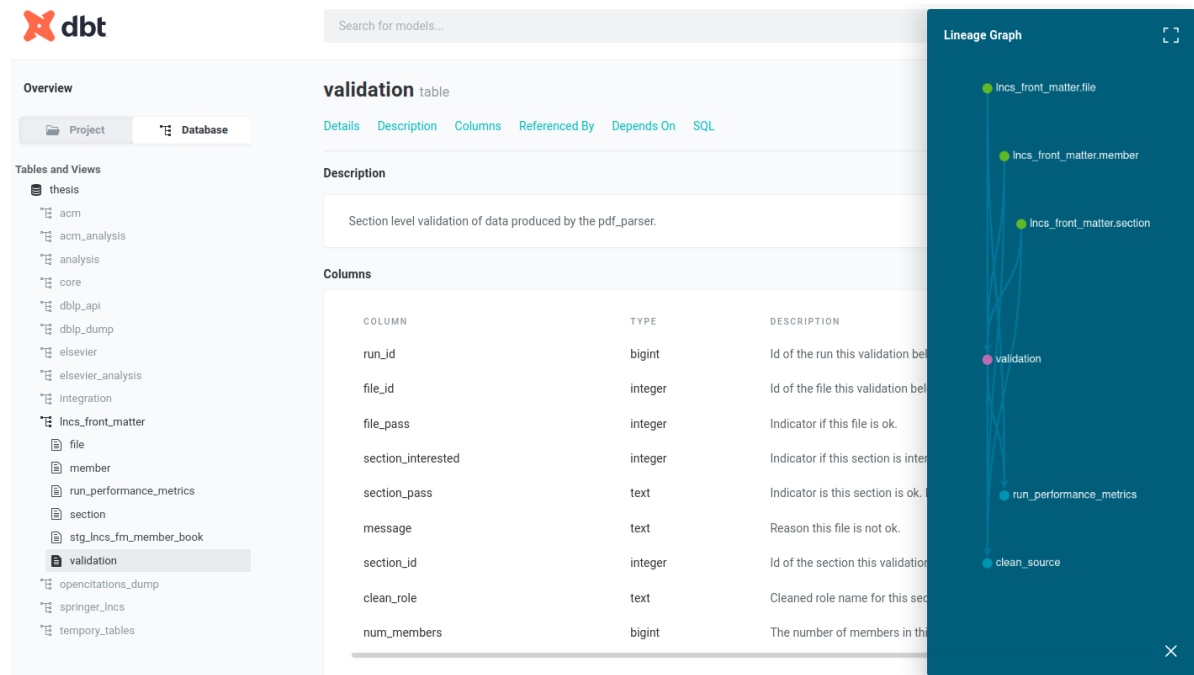 dbt
Search for models...
Overview
Project
Database
Tables and Views
thesis
acm
acm_analysis
analysis
core
dblp_api
dblp_dump
elsevier
elsevier_analysis
integration
lncs_front_matter
file
member
run_performance_metrics
section
stg_lncs_fm_member_book
validation
opencitations_dump
springer_lncs
tempory_tables
validation table
Details Description Columns Referenced By Depends On SQL
Description
Section level validation of data produced by the pdf_parser.
Columns
COLUMN TYPE DESCRIPTION
run_id bigint Id of the run this validation
file_id integer Id of the file this validation
file_pass integer Indicator if this file is ok.
section_interested integer Indicator if this section is
section_pass text Indicator is this section is ok.
message text Reason this file is not ok.
section_id integer Id of the section this validation
clean_role text Cleaned role name for this
num_members bigint The number of members in
Lineage Graph
lncs_front_matter.file
lncs_front_matter.member
lncs_front_matter.section
validation
run_performance_metrics
clean_source